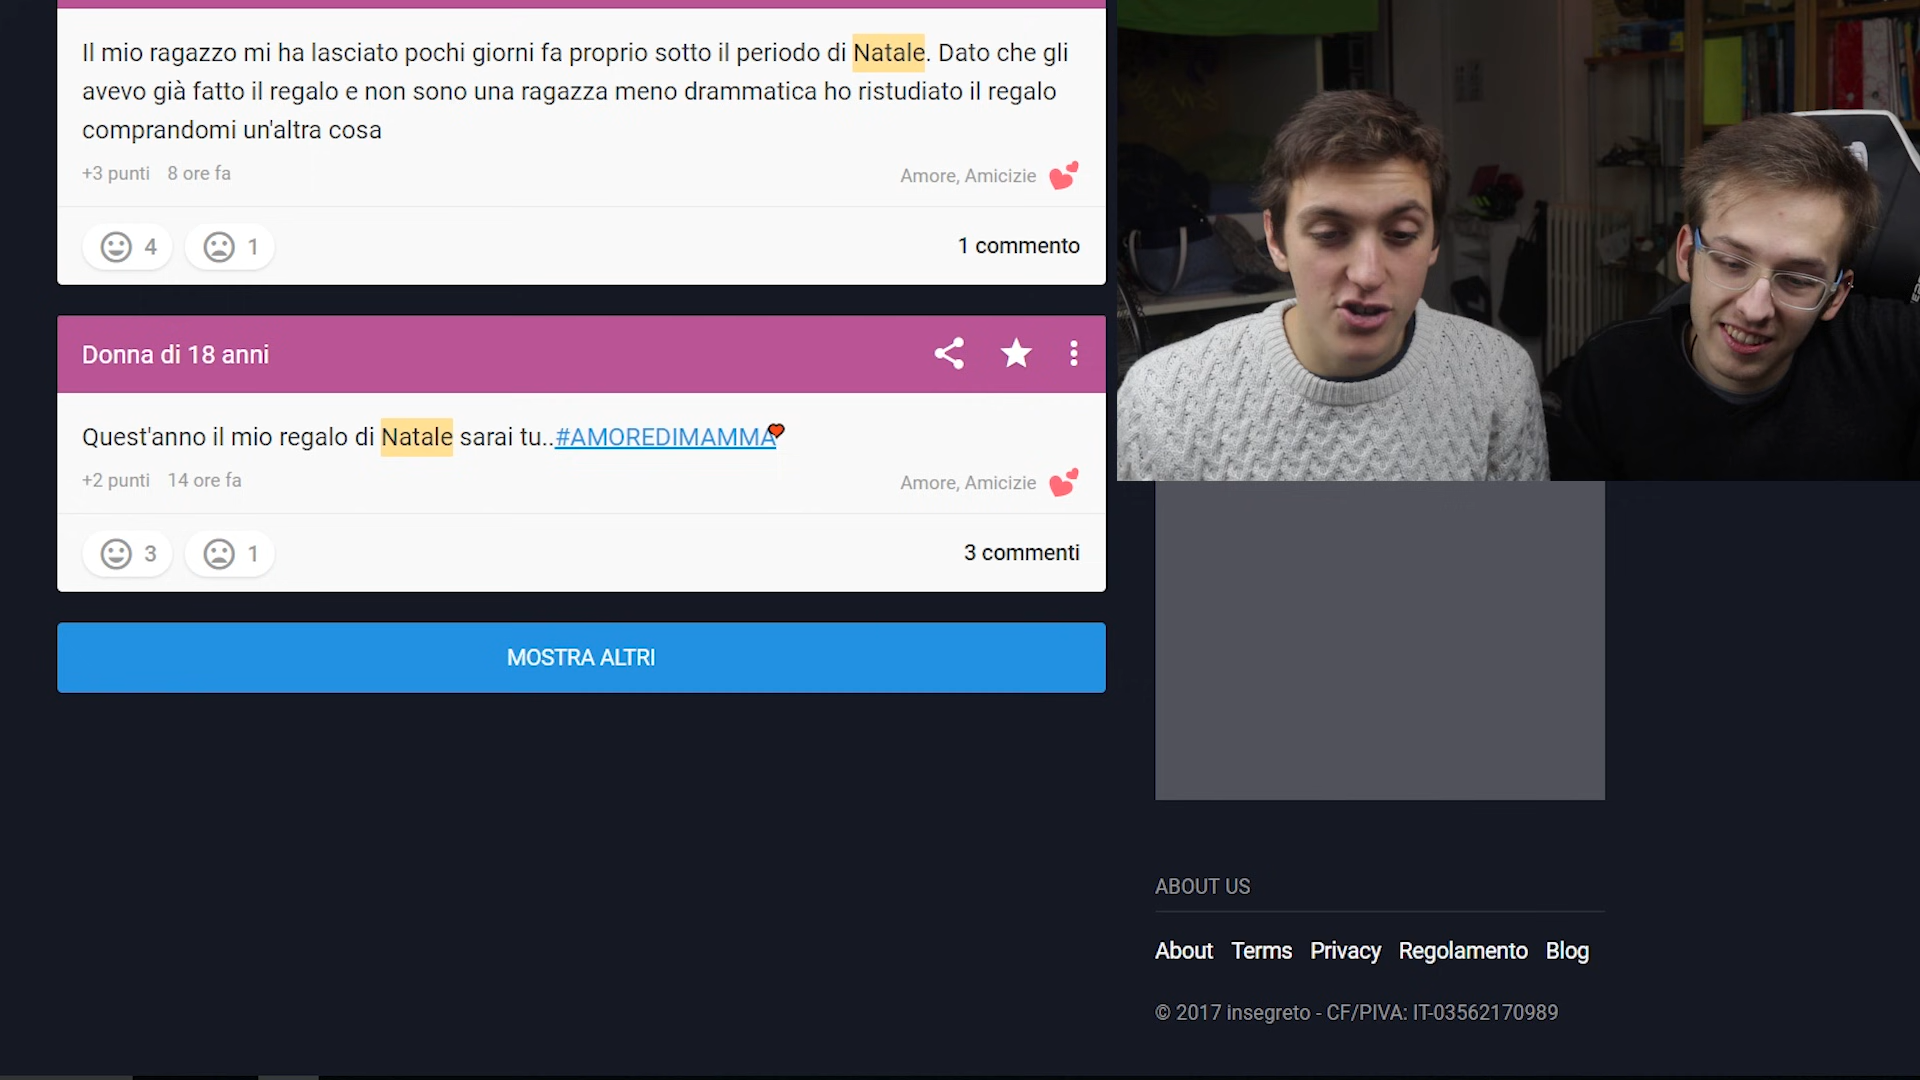 Il mio ragazzo mi ha lasciato pochi giorni fa proprio sotto il periodo di Natale. Dato che gli
avevo già fatto il regalo e non sono una ragazza meno drammatica ho ristudiato il regalo
comprandomi un'altra cosa
+3 punti 8 ore fa Amore, Amicizie
4 1 1 commento
Donna di 18 anni
Quest'anno il mio regalo di Natale sarai tu..#AMOREDIMAMMA
+2 punti 14 ore fa Amore, Amicizie
3 1 3 commenti
MOSTRA ALTRI
ABOUT US
About Terms Privacy Regolamento Blog
© 2017 insegreto - CF/PIVA: IT-03562170989